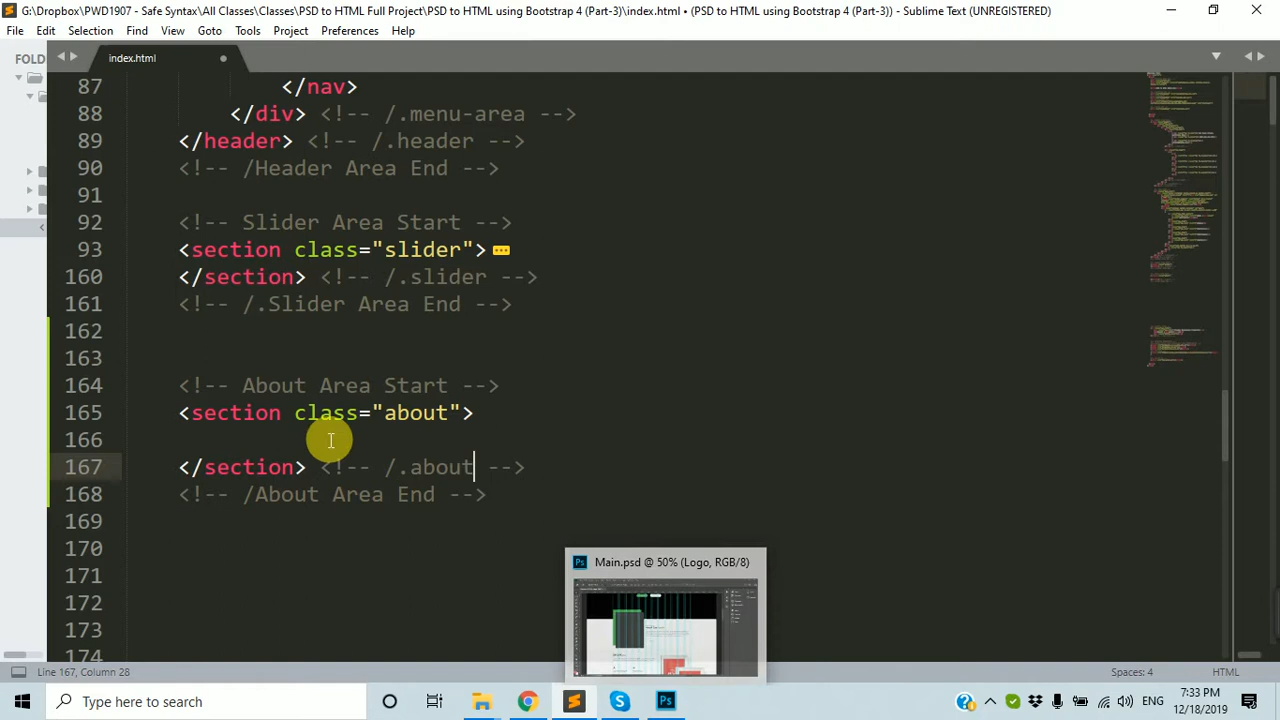 G:\Dropbox\PWD1907 - Safe Syntax\All Classes\Classes\PSD to HTML Full Project\PSD to HTML using Bootstrap 4 (Part-3)\index.html • (PSD to HTML using Bootstrap 4 (Part-3)) - Sublime Text (UNREGISTERED)
File Edit Selection Find View Goto Tools Project Preferences Help
FOLD
index.html
87 </nav>
88 </div> <!-- /.menu-area -->
89 </header> <!-- /.header -->
90 <!-- /Header Area End -->
91
92 <!-- Slider Area Start -->
93 <section class="slider">
160 </section> <!-- /.slider -->
161 <!-- /.Slider Area End -->
162
163
164 <!-- About Area Start -->
165 <section class="about">
166
167 </section> <!-- /.about -->
168 <!-- /About Area End -->
169
170
171
172
173
174
Main.psd @ 50% (Logo, RGB/8)
Line 167, Column 28
Spaces: 4
HTML
Type here to search
ENG
7:33 PM
12/18/2019